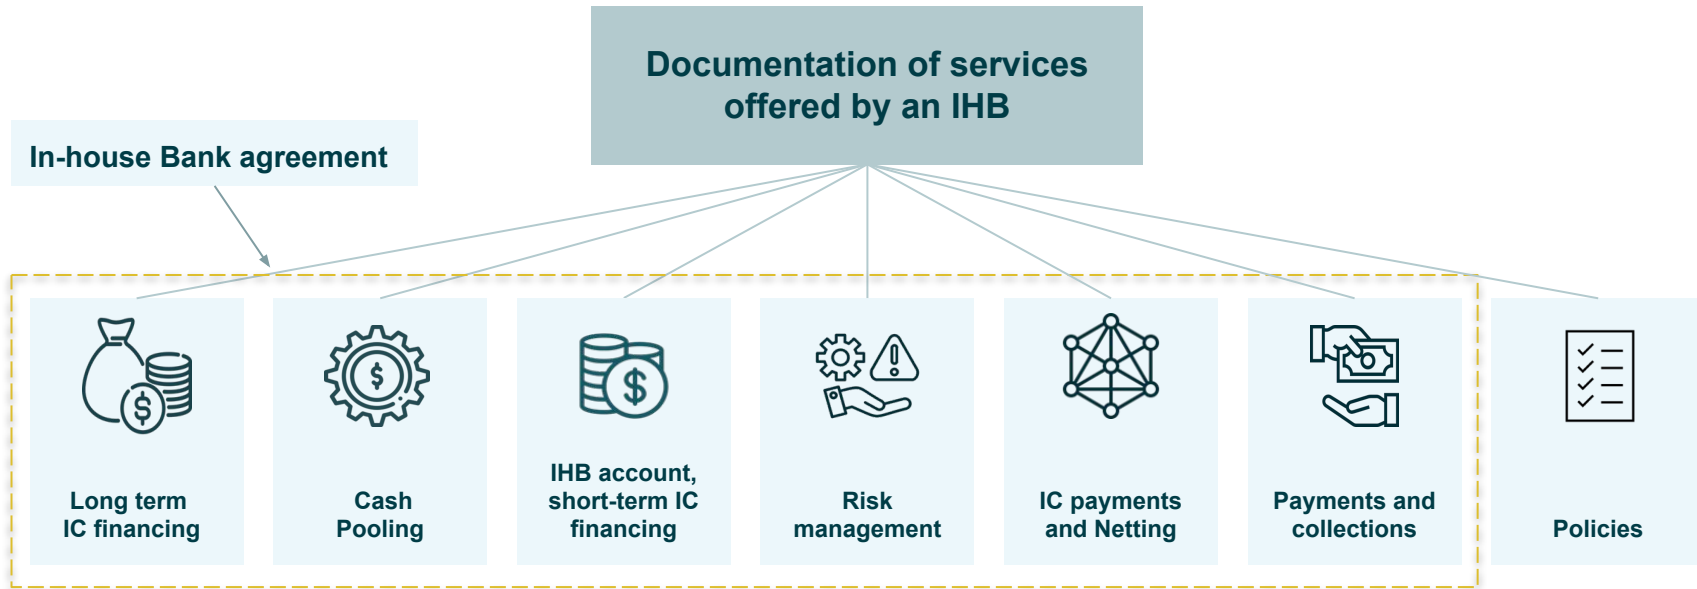 Documentation of services
offered by an IHB
In-house Bank agreement
Long term
IC financing
Cash
Pooling
IHB account,
short-term IC
financing
Risk
management
IC payments
and Netting
Payments and
collections
Policies